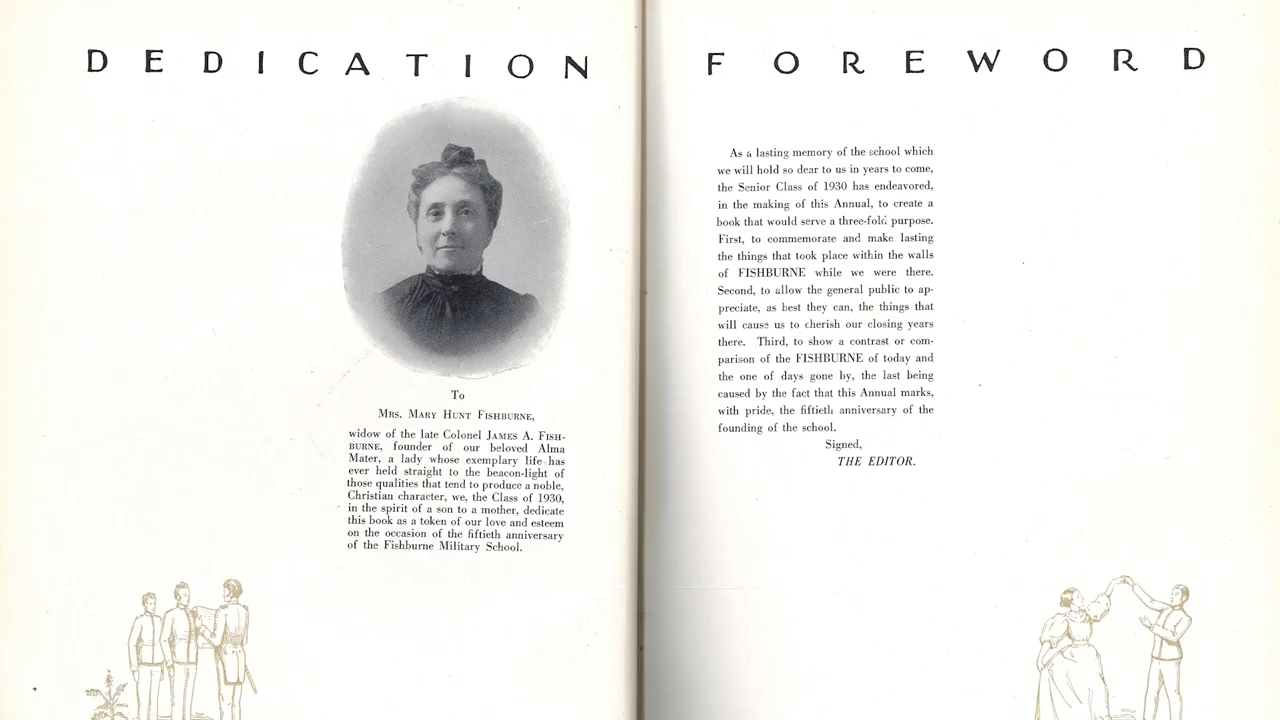 DEDICATION
To
MRS. MARY HUNT FISHBURNE,
widow of the late Colonel JAMES A. FISH-
BURNE, founder of our beloved Alma
Mater, a lady whose exemplary life has
ever held straight to the beacon-light of
those qualities that tend to produce a noble,
Christian character, we, the Class of 1930,
in the spirit of a son to a mother, dedicate
this book as a token of our love and esteem
on the occasion of the fiftieth anniversary
of the Fishburne Military School.
FOREWORD
As a lasting memory of the school which
we will hold so dear to us in years to come,
the Senior Class of 1930 has endeavored,
in the making of this Annual, to create a
book that would serve a three-fold purpose.
First, to commemorate and make lasting
the things that took place within the walls
of FISHBURNE while we were there.
Second, to allow the general public to ap-
preciate, as best they can, the things that
will cause us to cherish our closing years
there. Third, to show a contrast or com-
parison of the FISHBURNE of today and
the one of days gone by, the last being
caused by the fact that this Annual marks,
with pride, the fiftieth anniversary of the
founding of the school.
Signed,
THE EDITOR.